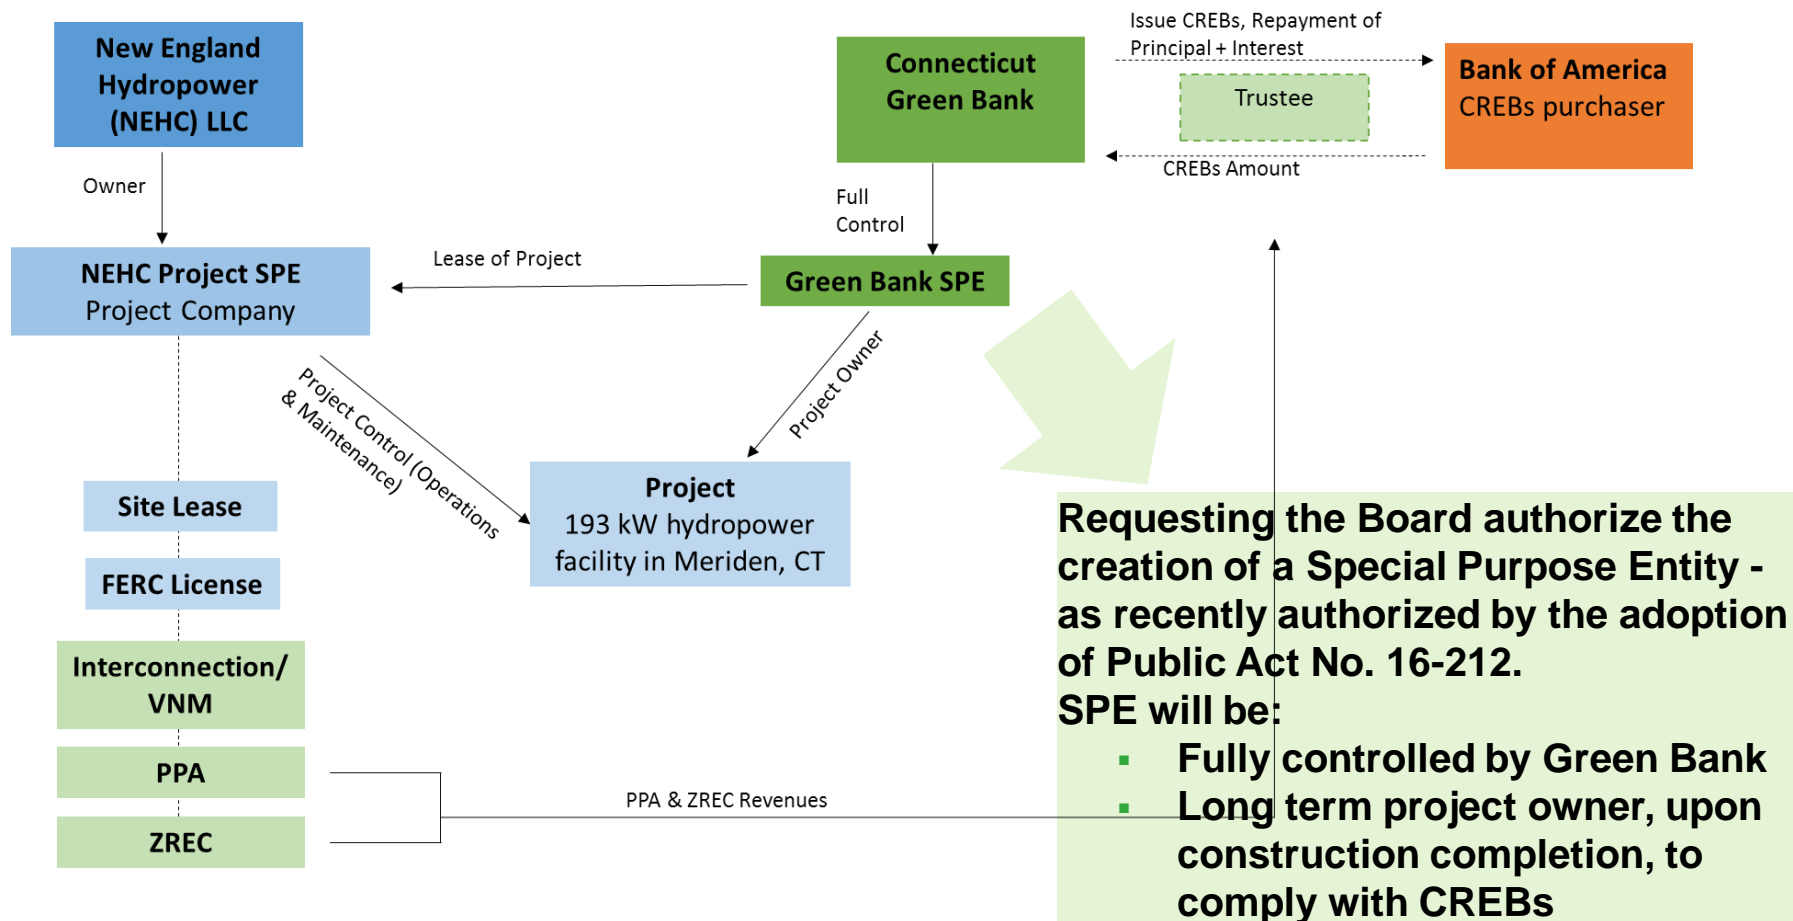 New England
Hydropower
(NEHC) LLC
Connecticut
Green Bank
Issue CREBs, Repayment of
Principal + Interest
Trustee
Bank of America
CREBs purchaser
CREBs Amount
Owner
Full
Control
NEHC Project SPE
Project Company
Lease of Project
Green Bank SPE
Project Control (Operations
& Maintenance)
Project Owner
Site Lease
FERC License
Project
193 kW hydropower
facility in Meriden, CT
Interconnection/
VNM
PPA
ZREC
PPA & ZREC Revenues
Requesting the Board authorize the
creation of a Special Purpose Entity -
as recently authorized by the adoption
of Public Act No. 16-212.
SPE will be:
▪ Fully controlled by Green Bank
▪ Long term project owner, upon
construction completion, to
comply with CREBs